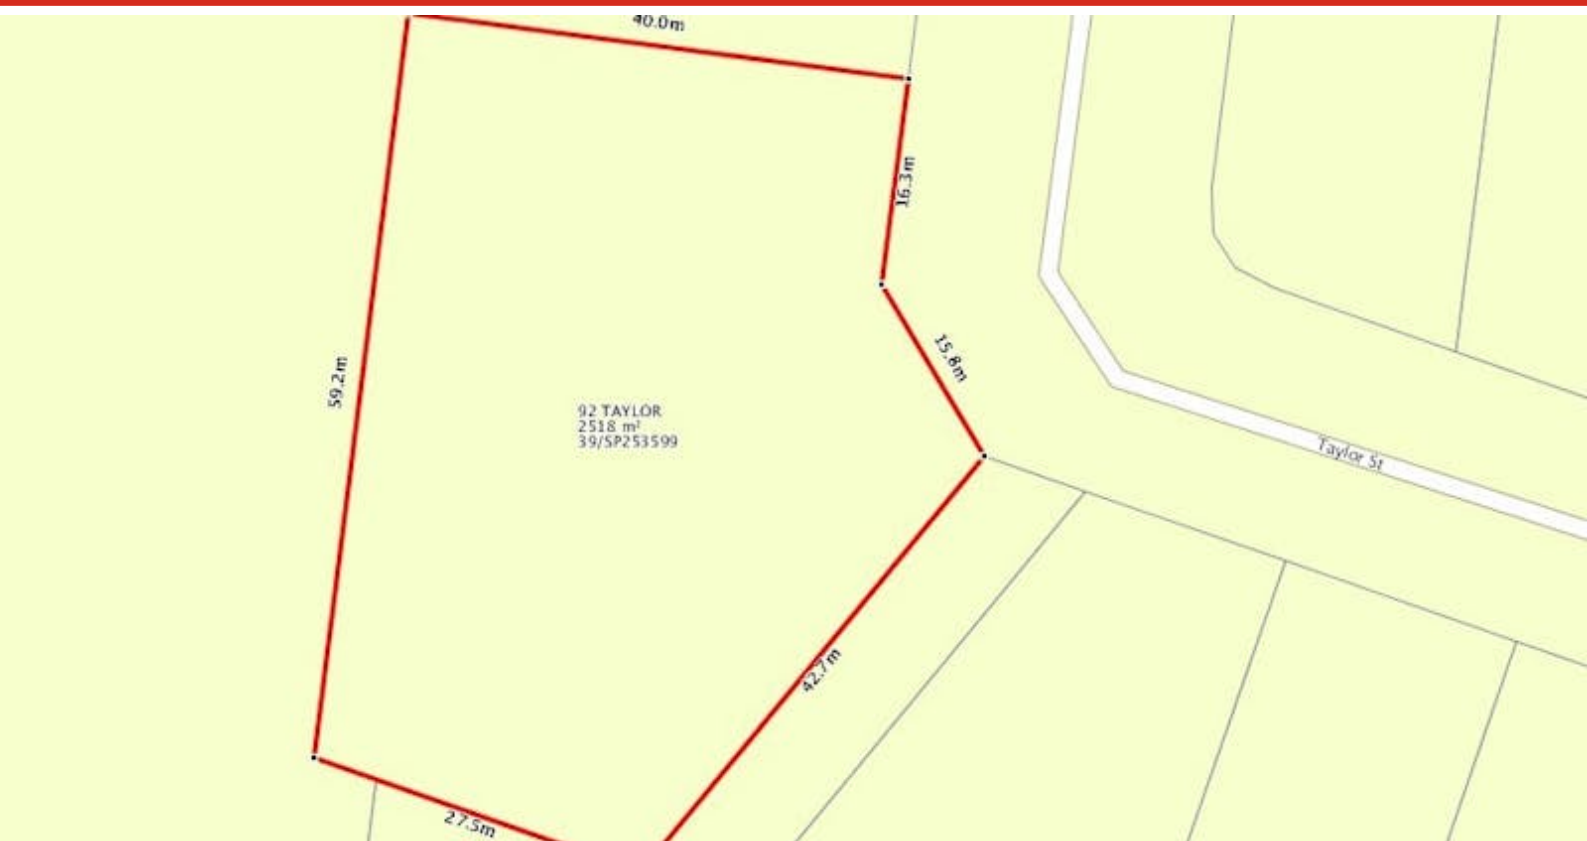 40.0m
16.3m
15.8m
59.2m
92 TAYLOR
2518 m²
39/SP253599
Taylor St
42.7m
27.5m